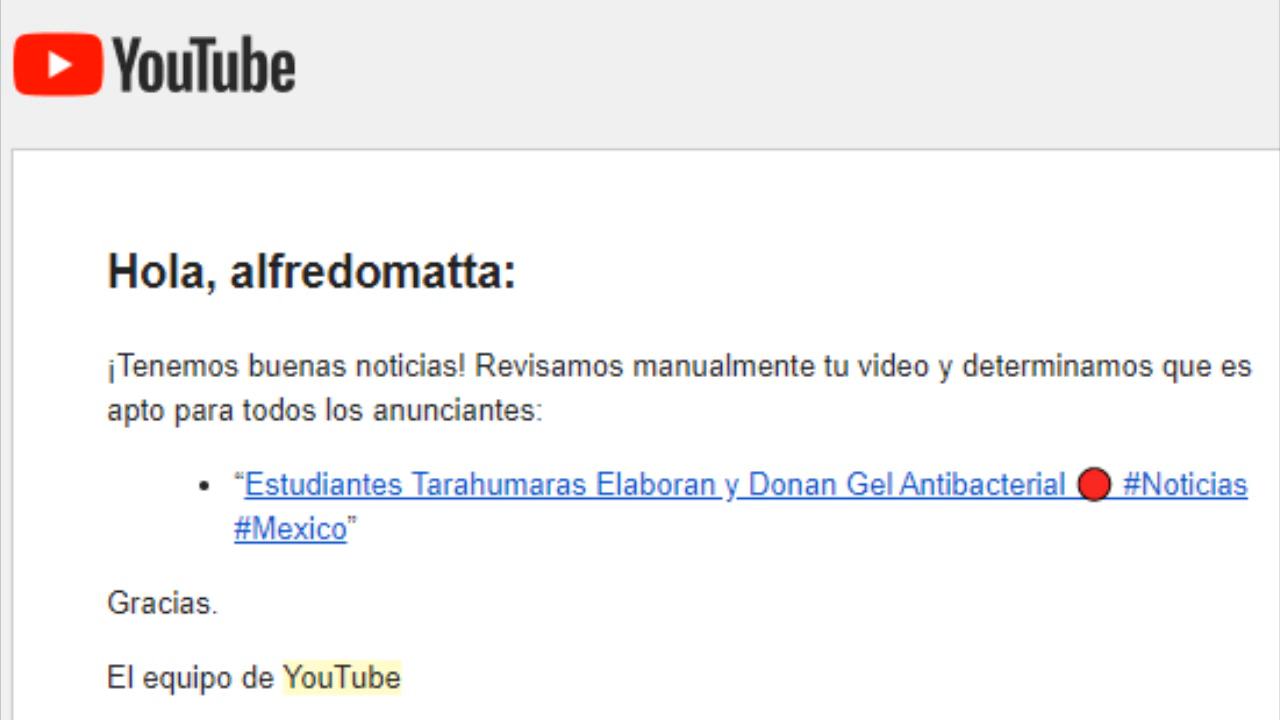 YouTube
Hola, alfredomatta:
¡Tenemos buenas noticias! Revisamos manualmente tu video y determinamos que es
apto para todos los anunciantes:
• “Estudiantes Tarahumaras Elaboran y Donan Gel Antibacterial 🔴 #Noticias
#Mexico”
Gracias.
El equipo de YouTube